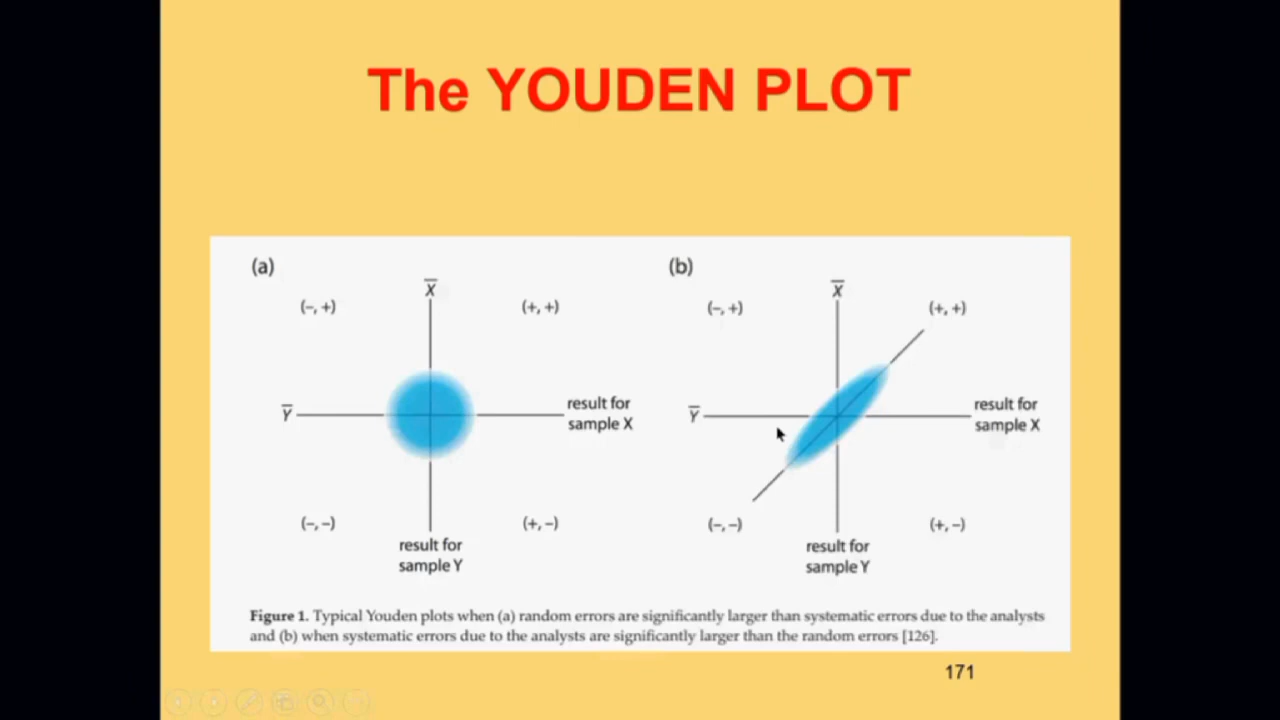 The YOUDEN PLOT
(a)
X̅
(–, +)
(+, +)
Y̅
result for
sample X
(–, –)
(+, –)
result for
sample Y
(b)
X̅
(–, +)
(+, +)
Y̅
result for
sample X
(–, –)
(+, –)
result for
sample Y
Figure 1. Typical Youden plots when (a) random errors are significantly larger than systematic errors due to the analysts
and (b) when systematic errors due to the analysts are significantly larger than the random errors [126].
171